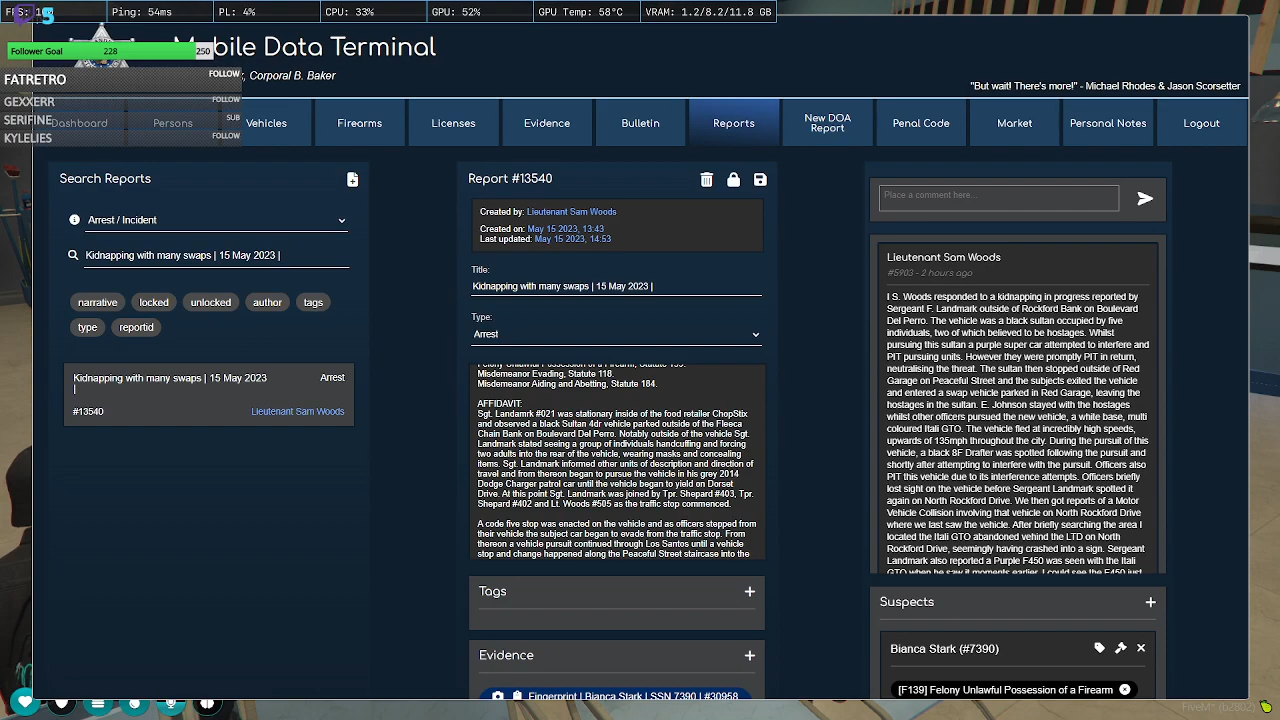 Ping: 54ms
PL: 4%
CPU: 33%
GPU: 52%
GPU Temp: 58°C
VRAM: 1.2/8.2/12.1 GB
Follower Goal 228 250
Mobile Data Terminal
Corporal B. Baker
"But wait! There's more!" - Michael Rhodes & Jason Scorsetter
FATRETRO FOLLOW
GEXXERR FOLLOW
SERIFINE SUB
KYLELIES FOLLOW
Dashboard
Persons
Vehicles
Firearms
Licenses
Evidence
Bulletin
Reports
New DOA
Report
Penal Code
Market
Personal Notes
Logout
Search Reports
Arrest / Incident
Kidnapping with many swaps | 15 May 2023 |
narrative
locked
unlocked
author
tags
type
reportid
Kidnapping with many swaps | 15 May 2023
|
Arrest
#13540
Lieutenant Sam Woods
Report #13540
Created by: Lieutenant Sam Woods
Created on: May 15 2023, 13:43
Last updated: May 15 2023, 14:53
Title:
Kidnapping with many swaps | 15 May 2023 |
Type:
Arrest
Felony Unlawful Possession of a Firearm, Statute 139.
Misdemeanor Evading, Statute 118.
Misdemeanor Aiding and Abetting, Statute 184.
AFFIDAVIT:
Sgt. Landamrk #021 was stationary inside of the food retailer ChopStix
and observed a black Sultan 4dr vehicle parked outside of the Fleeca
Chain Bank on Boulevard Del Perro. Notably outside of the vehicle Sgt.
Landmark stated seeing a group of individuals handcuffing and forcing
two adults into the rear of the vehicle, wearing masks and concealing
items. Sgt. Landmark informed other units of description and direction of
travel and from thereon began to pursue the vehicle in his grey 2014
Dodge Charger patrol car until the vehicle began to yield on Dorset
Drive. At this point Sgt. Landmark was joined by Tpr. Shepard #403, Tpr.
Shepard #402 and Lt. Woods #505 as the traffic stop commenced.
A code five stop was enacted on the vehicle and as officers stepped from
their vehicle the subject car began to evade from the traffic stop. From
thereon a vehicle pursuit continued through Los Santos until a vehicle
stop and change happened along the Peaceful Street staircase into the
Tags
Evidence
Fingerprint | Bianca Stark | SSN 7390 | #30958
Place a comment here...
Lieutenant Sam Woods
#5903 - 2 hours ago
I S. Woods responded to a kidnapping in progress reported by
Sergeant F. Landmark outside of Rockford Bank on Boulevard
Del Perro. The vehicle was a black sultan occupied by five
individuals, two of which believed to be hostages. Whilst
pursuing this sultan a purple super car attempted to interfere and
PIT pursuing units. However they were promptly PIT in return,
neutralising the threat. The sultan then stopped outside of Red
Garage on Peaceful Street and the subjects exited the vehicle
and entered a swap vehicle parked in Red Garage, leaving the
hostages in the sultan. E. Johnson stayed with the hostages
whilst other officers pursued the new vehicle, a white base, multi
coloured Itali GTO. The vehicle fled at incredibly high speeds,
upwards of 135mph throughout the city. During the pursuit of this
vehicle, a black 8F Drafter was spotted following the pursuit and
shortly after attempting to interfere with the pursuit. Officers also
PIT this vehicle due to its interference attempts. Officers briefly
lost sight on the vehicle before Sergeant Landmark spotted it
again on North Rockford Drive. We then got reports of a Motor
Vehicle Collision involving that vehicle on North Rockford Drive
where we last saw the vehicle. After briefly searching the area I
located the Itali GTO abandoned vehind the LTD on North
Rockford Drive, seemingly having crashed into a sign. Sergeant
Landmark also reported a Purple F450 was seen with the Itali
GTO when he saw it moments earlier. I could see the F450 just
Suspects
Bianca Stark (#7390)
[F139] Felony Unlawful Possession of a Firearm
FiveM* (b2802)